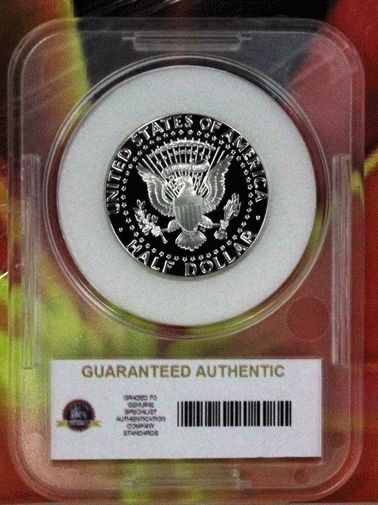 UNITED STATES OF AMERICA
HALF DOLLAR
GUARANTEED AUTHENTIC
GRADED TO
GENUINE
SPECIALIST
AUTHENTICATION
COMPANY
STANDARDS